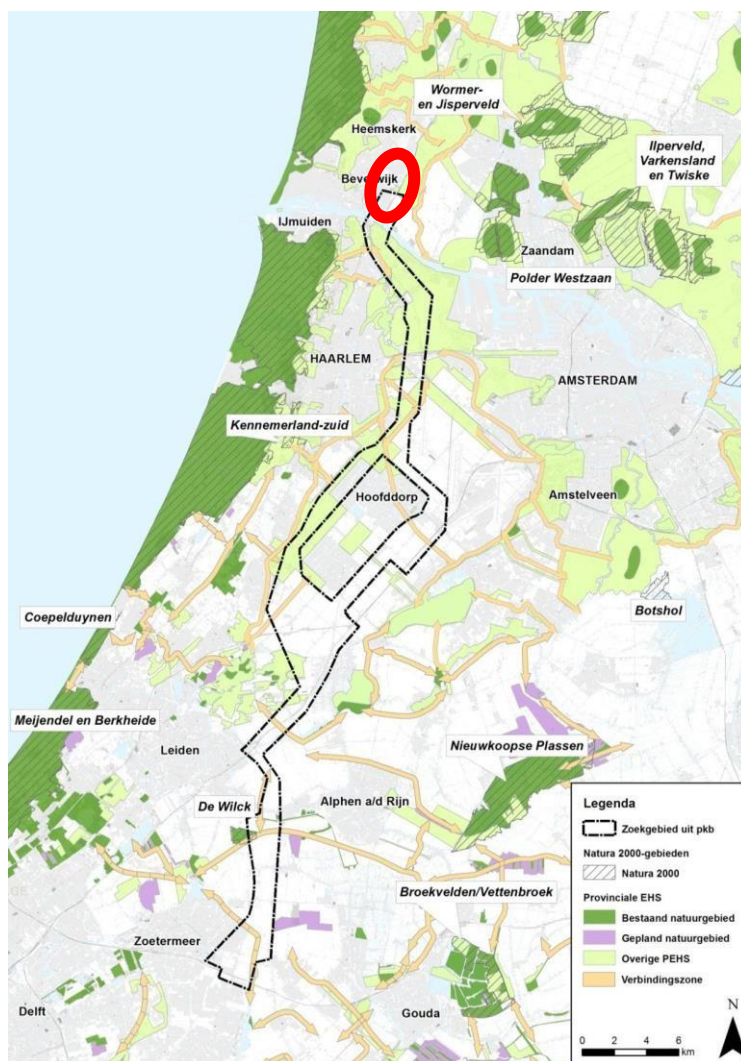 Wormer-
en Jisperveld
Heemskerk
Ilperveld,
Varkensland
en Twiske
Beverwijk
IJmuiden
Zaandam
Polder Westzaan
HAARLEM
AMSTERDAM
Kennemerland-zuid
Hoofddorp
Amstelveen
Coepelduynen
Botshol
Meijendel en Berkheide
Leiden
Nieuwkoopse Plassen
De Wilck
Alphen a/d Rijn
Broekvelden/Vettenbroek
Zoetermeer
Delft
Gouda
Legenda
Zoekgebied uit pkb
Natura 2000-gebieden
Natura 2000
Provinciale EHS
Bestaand natuurgebied
Gepland natuurgebied
Overige PEHS
Verbindingszone
N
0 2 4 6
km